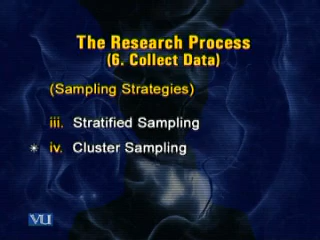 The Research Process
(6. Collect Data)
(Sampling Strategies)
iii. Stratified Sampling
✴ iv. Cluster Sampling
VU